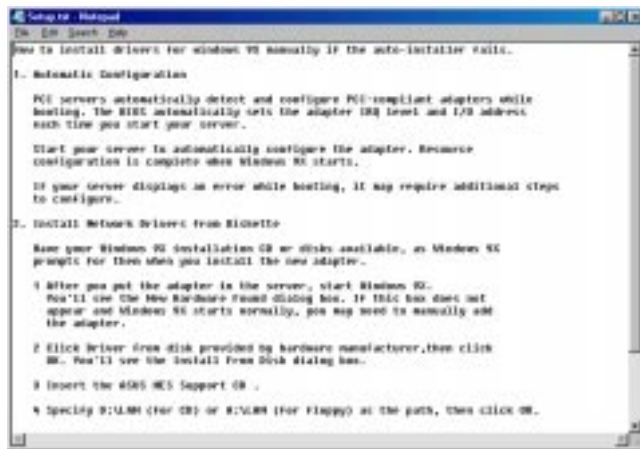 Setup.txt - Notepad
File Edit Search Help
How to install drivers for windows 9X manually if the auto-installer fails.
1. Automatic Configuration
PCI servers automatically detect and configure PCI-compliant adapters while
booting. The BIOS automatically sets the adapter IRQ level and I/O address
each time you start your server.
Start your server to automatically configure the adapter. Resource
configuration is complete when Windows 9X starts.
If your server displays an error while booting, it may require additional steps
to configure.
2. Install Network Drivers from Diskette
Have your Windows 9X installation CD or disks available, as Windows 9X
prompts for them when you install the new adapter.
1 After you put the adapter in the server, start Windows 9X.
You'll see the New Hardware Found dialog box. If this box does not
appear and Windows 9X starts normally, you may need to manually add
the adapter.
2 Click Driver from disk provided by hardware manufacturer,then click
OK. You'll see the Install From Disk dialog box.
3 Insert the ASUS Support CD .
4 Specify D:\LAN (for CD) or A:\LAN (for Floppy) as the path, then click OK.